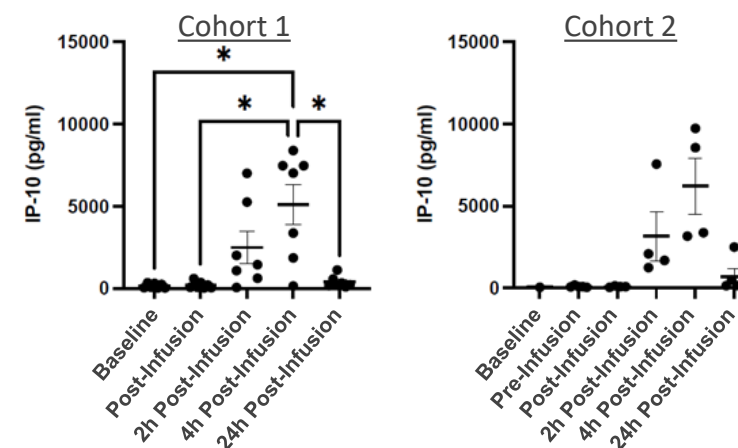 Cohort 1
IP-10 (pg/ml)
15000
10000
5000
0
*
*
*
Baseline
Post-Infusion
2h Post-Infusion
4h Post-Infusion
24h Post-Infusion
Cohort 2
IP-10 (pg/ml)
15000
10000
5000
0
Baseline
Pre-Infusion
Post-Infusion
2h Post-Infusion
4h Post-Infusion
24h Post-Infusion